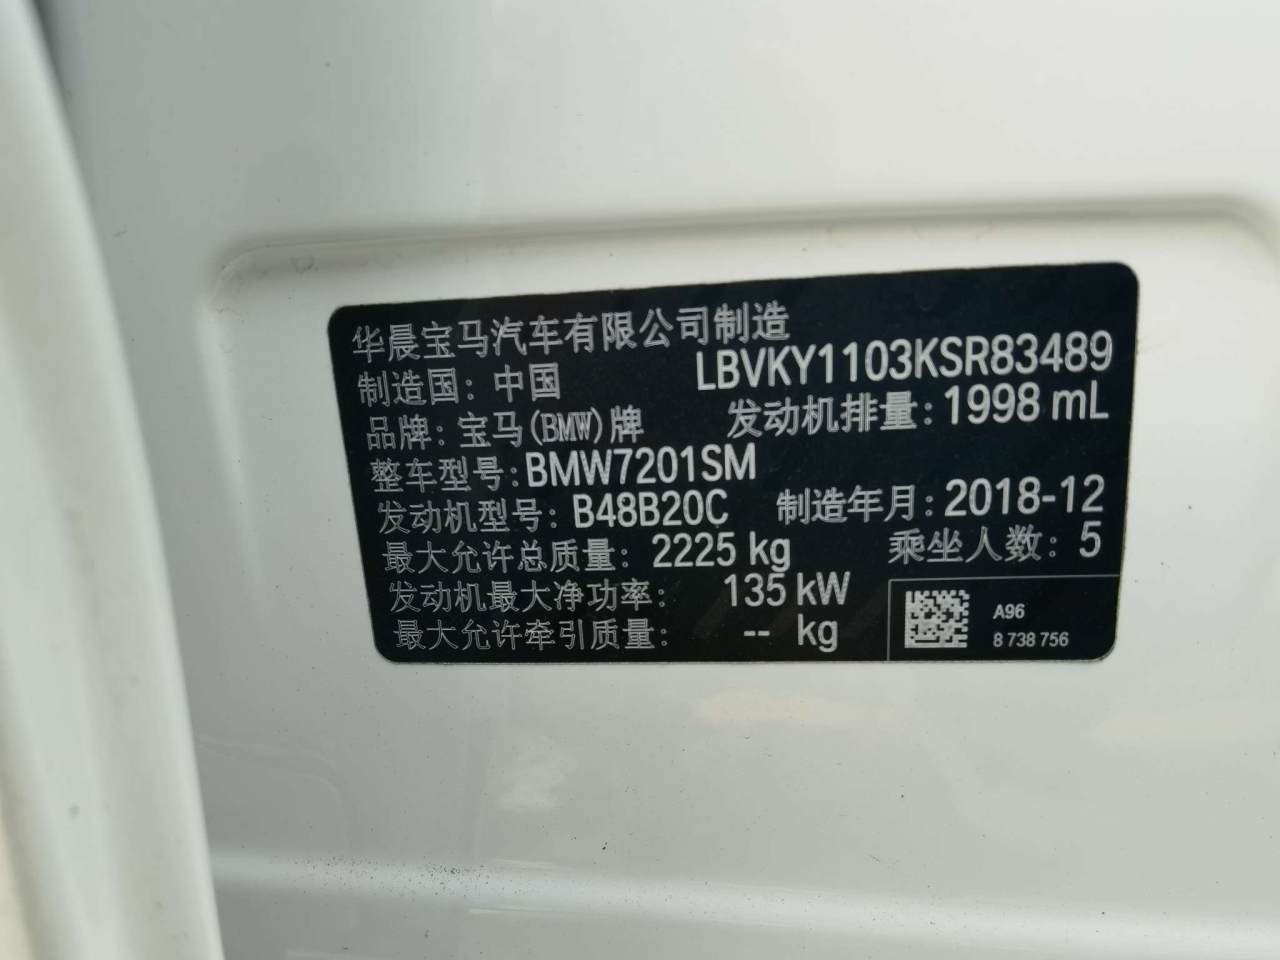 华晨宝马汽车有限公司制造
制造国：中国 LBVKY1103KSR83489
品牌：宝马(BMW)牌 发动机排量：1998 mL
整车型号：BMW7201SM
发动机型号：B48B20C 制造年月：2018-12
最大允许总质量：2225 kg 乘坐人数：5
发动机最大净功率：135 kW
最大允许牵引质量：-- kg
A96
8 738 756